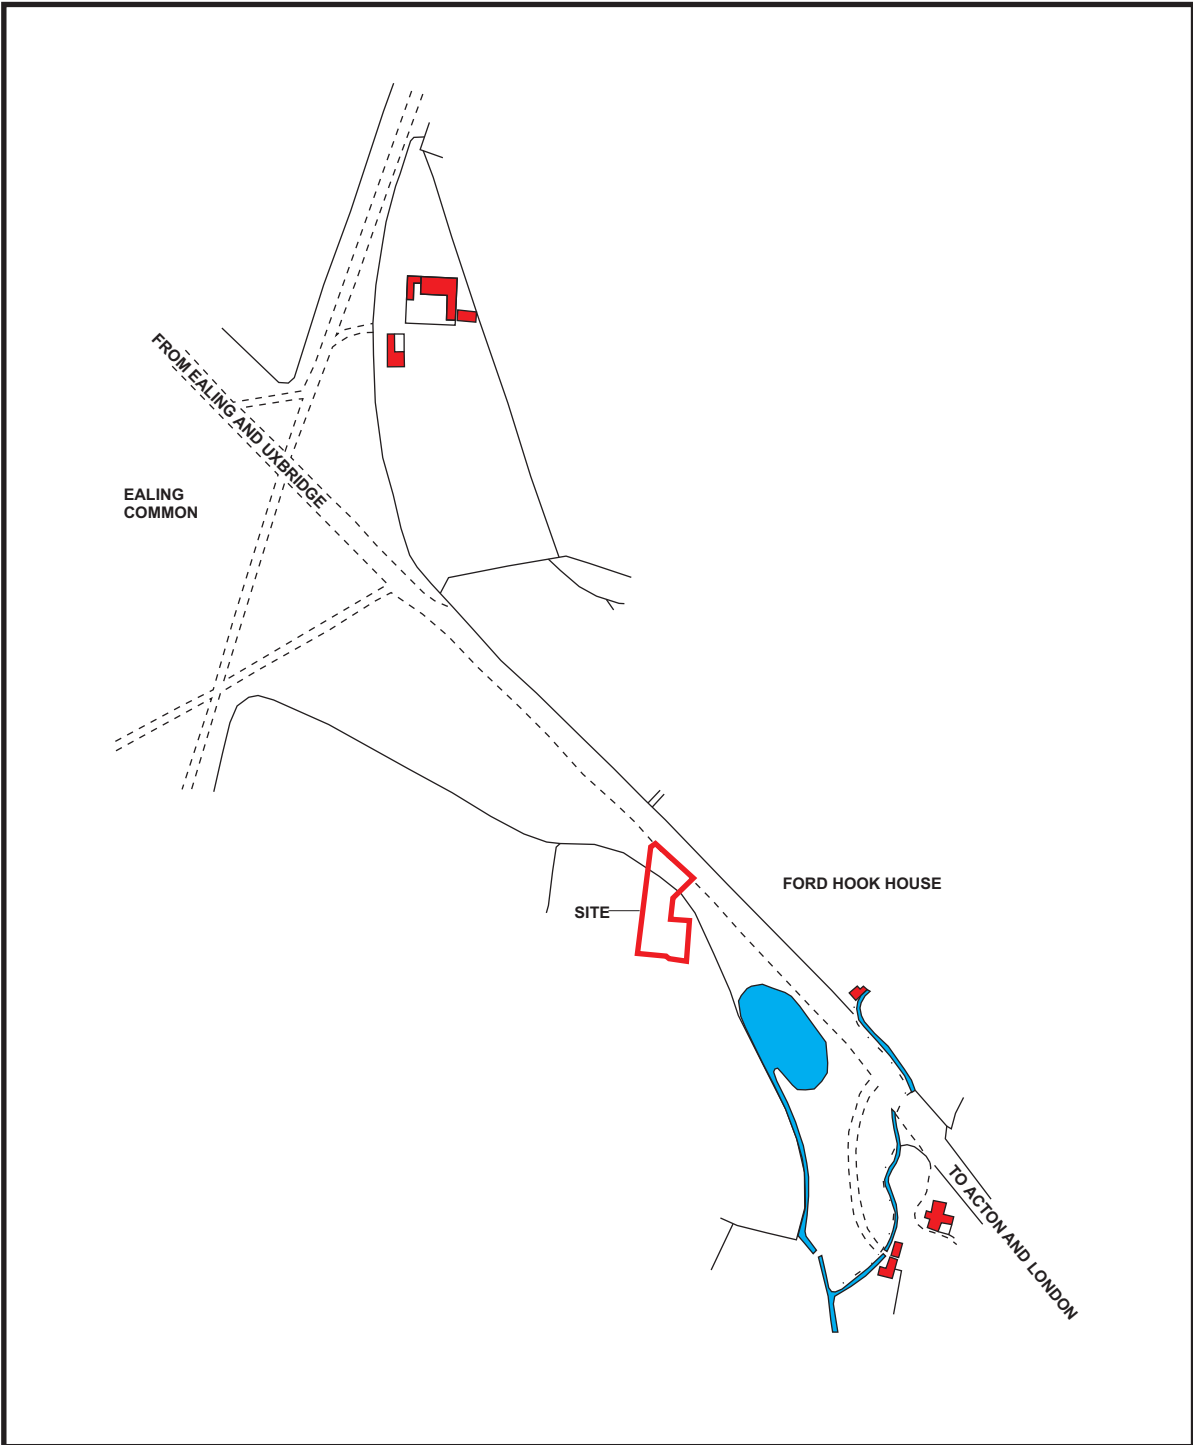 FROM EALING AND UXBRIDGE
EALING
COMMON
FORD HOOK HOUSE
SITE
TO ACTON AND LONDON